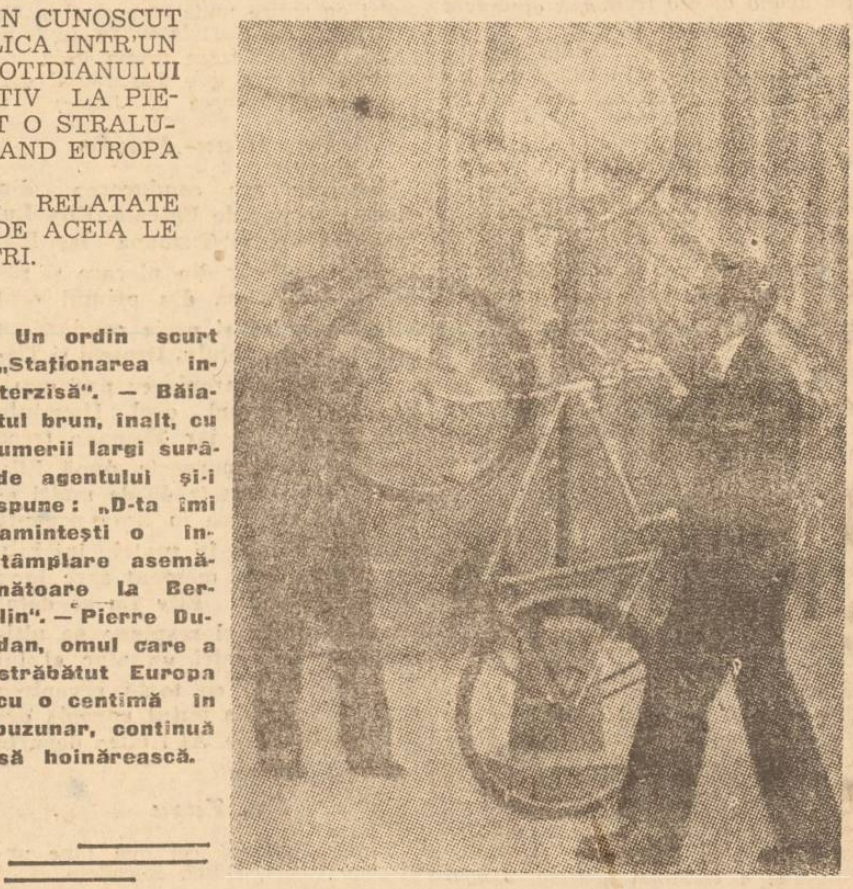 N CUNOSCUT
LICA INTR'UN
OTIDIANULUI
TIV LA PIE-
T O STRALU-
AND EUROPA
RELATATE
DE ACEIA LE
TRI.
Un ordin scurt
„Staționarea in-
terzisă“. — Băia-
tul brun, înalt, cu
umerii largi surâ-
de agentului și-i
spune : „D-ta îmi
amintești o în-
tâmplare asemă-
nătoare la Ber-
lin“. — Pierre Du-
dan, omul care a
străbătut Europa
cu o centimă în
buzunar, continuă
să hoinărească.